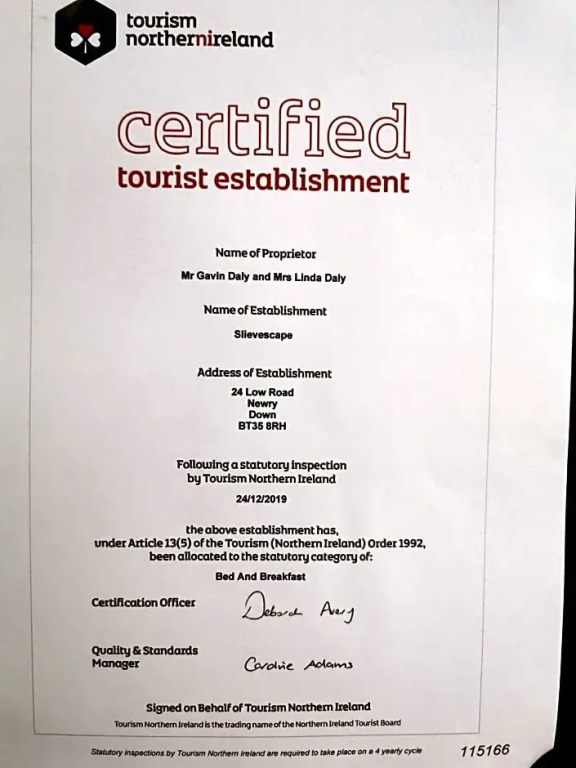 tourism
northernireland
certified
tourist establishment
Name of Proprietor
Mr Gavin Daly and Mrs Linda Daly
Name of Establishment
Slievescape
Address of Establishment
24 Low Road
Newry
Down
BT35 8RH
Following a statutory inspection
by Tourism Northern Ireland
24/12/2019
the above establishment has,
under Article 13(5) of the Tourism (Northern Ireland) Order 1992,
been allocated to the statutory category of:
Bed And Breakfast
Certification Officer
Deborah Avery
Quality & Standards
Manager
Caroline Adams
Signed on Behalf of Tourism Northern Ireland
Tourism Northern Ireland is the trading name of the Northern Ireland Tourist Board
Statutory inspections by Tourism Northern Ireland are required to take place on a 4 yearly cycle
115166